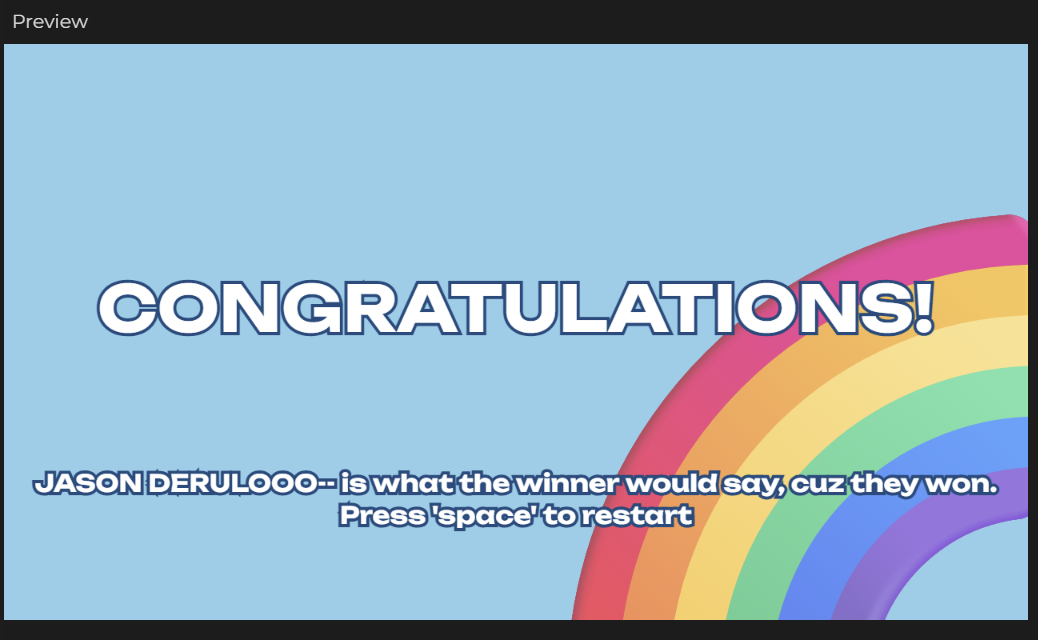 Preview
CONGRATULATIONS!
JASON DERULOOO-- is what the winner would say, cuz they won.
Press 'space' to restart